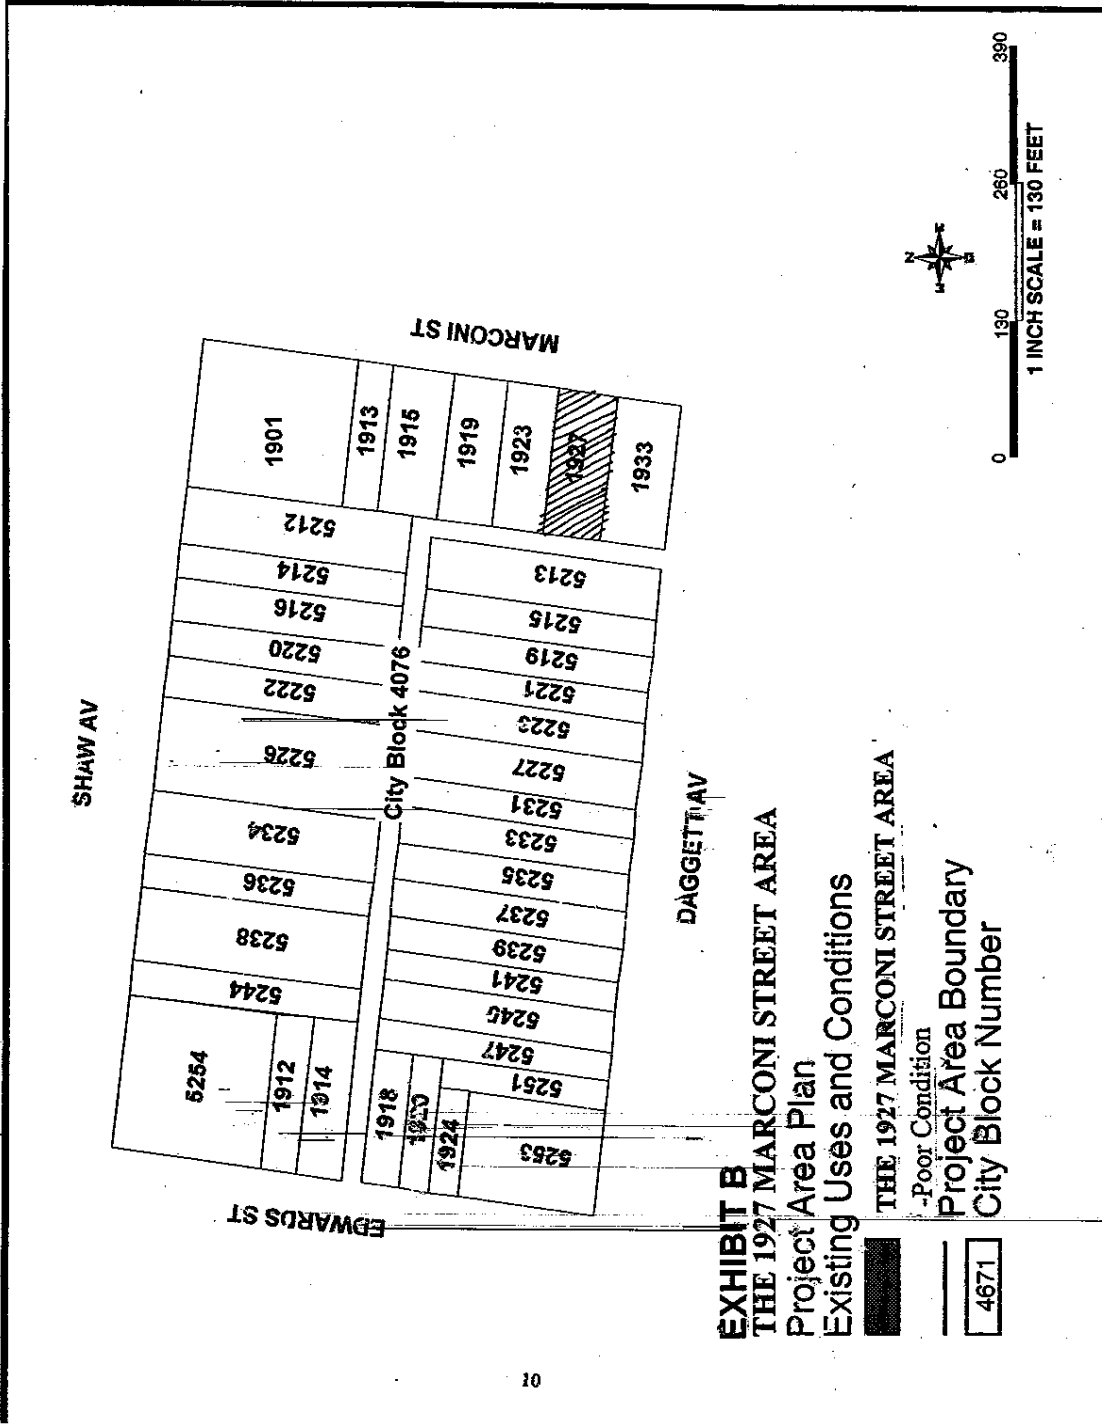 SHAW AV
MARCONI ST
1901
1913
1915
1919
1923
1927
1933
5212
5214
5216
5220
5222
5226
5234
5236
5238
5244
5254
1912
1914
City Block 4076
5213
5215
5219
5221
5223
5227
5231
5233
5235
5237
5239
5241
5245
5247
5251
5253
1918
1920
1924
EDWARDS ST
DAGGETT AV
N
E
S
W
0 130 260 390
1 INCH SCALE = 130 FEET
EXHIBIT B
THE 1927 MARCONI STREET AREA
Project Area Plan
Existing Uses and Conditions
THE 1927 MARCONI STREET AREA
-Poor Condition
Project Area Boundary
4671 City Block Number
10